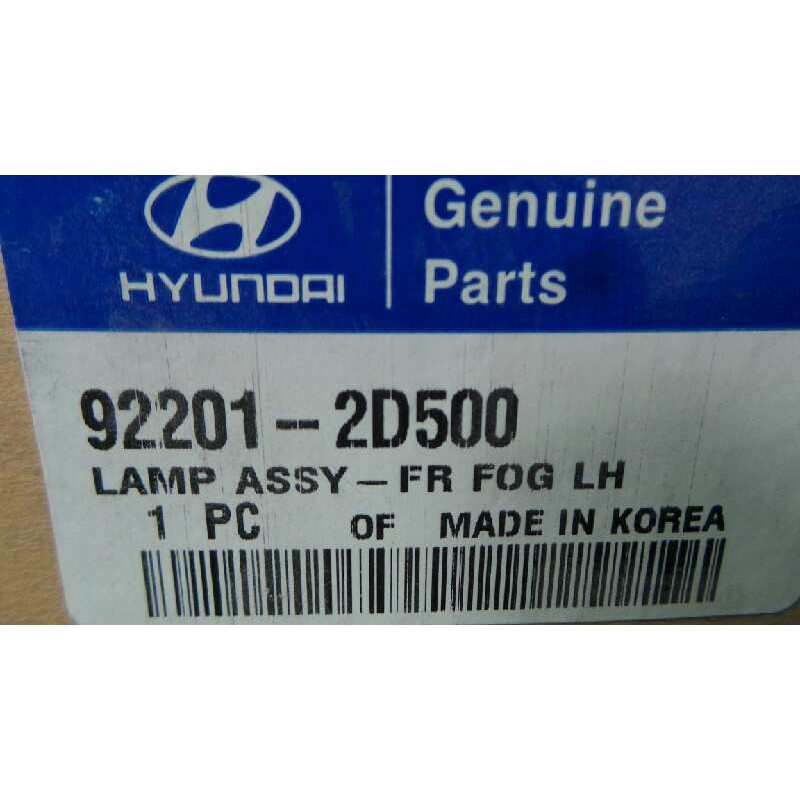 HYUNDAI
Genuine
Parts
92201-2D500
LAMP ASSY-FR FOG LH
1 PC OF MADE IN KOREA